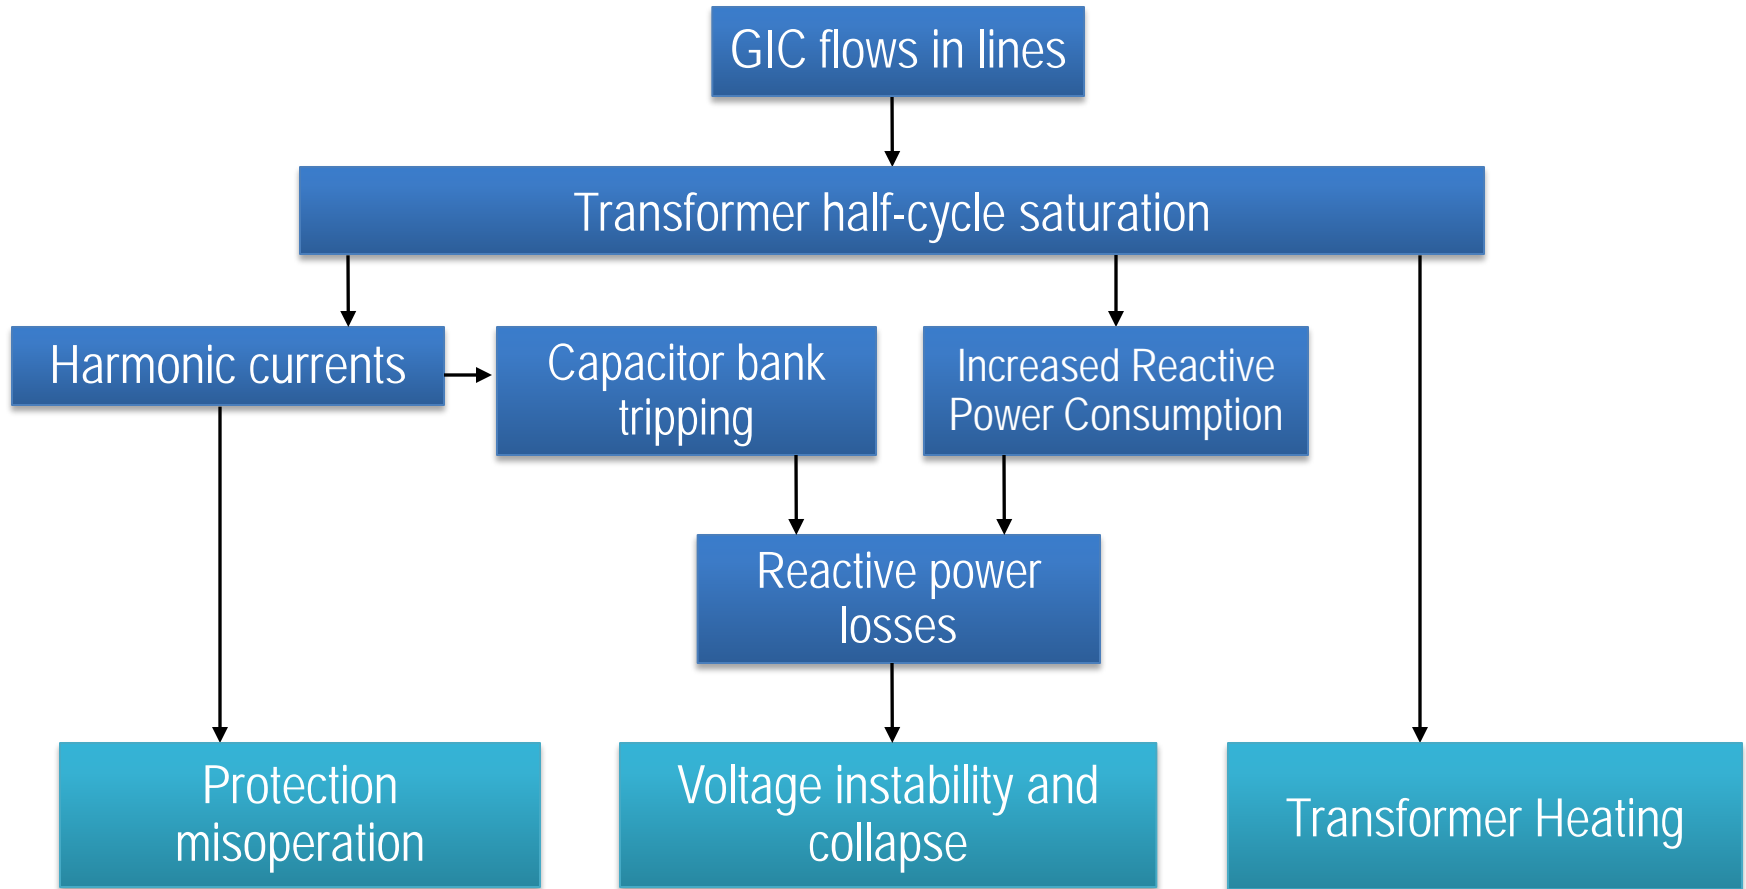 GIC flows in lines
Transformer half-cycle saturation
Harmonic currents
Capacitor bank
tripping
Increased Reactive
Power Consumption
Reactive power
losses
Protection
misoperation
Voltage instability and
collapse
Transformer Heating